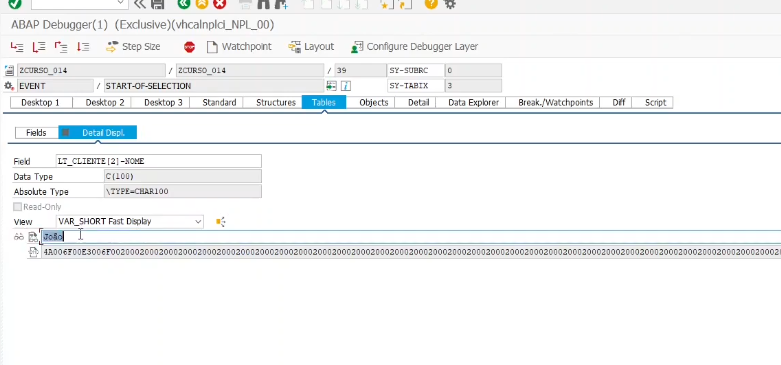 ABAP Debugger(1) (Exclusive)(vhcalnplci_NPL_00)
Step Size Watchpoint Layout Configure Debugger Layer
ZCURSO_014 / ZCURSO_014 / 39 SY-SUBRC 0
EVENT / START-OF-SELECTION SY-TABIX 3
Desktop 1 Desktop 2 Desktop 3 Standard Structures Tables Objects Detail Data Explorer Break./Watchpoints Diff Script
Fields Detail Displ.
Field LT_CLIENTE[2]-NOME
Data Type C(100)
Absolute Type \TYPE=CHAR100
Read-Only
View VAR_SHORT Fast Display
João